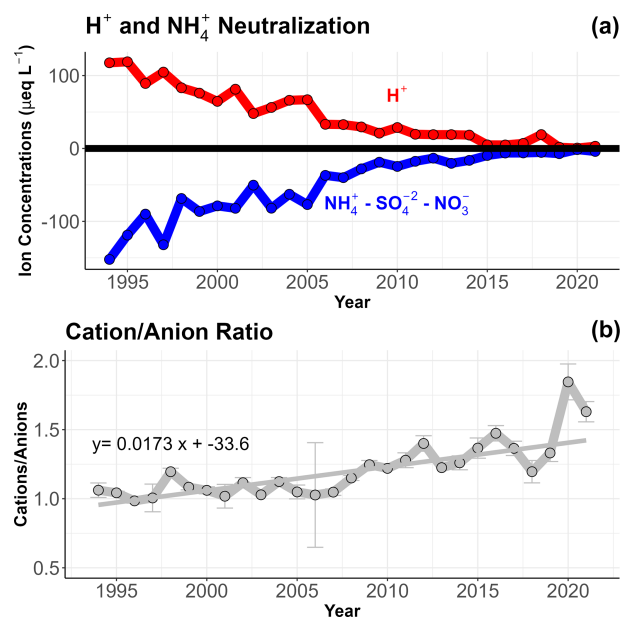 H⁺ and NH₄⁺ Neutralization
(a)
Ion Concentrations (μeq L⁻¹)
100
0
-100
H⁺
NH₄⁺ - SO₄⁻² - NO₃⁻
1995 2000 2005 2010 2015 2020
Year
Cation/Anion Ratio
(b)
Cations/Anions
2.0
1.5
1.0
0.5
y= 0.0173 x + -33.6
1995 2000 2005 2010 2015 2020
Year